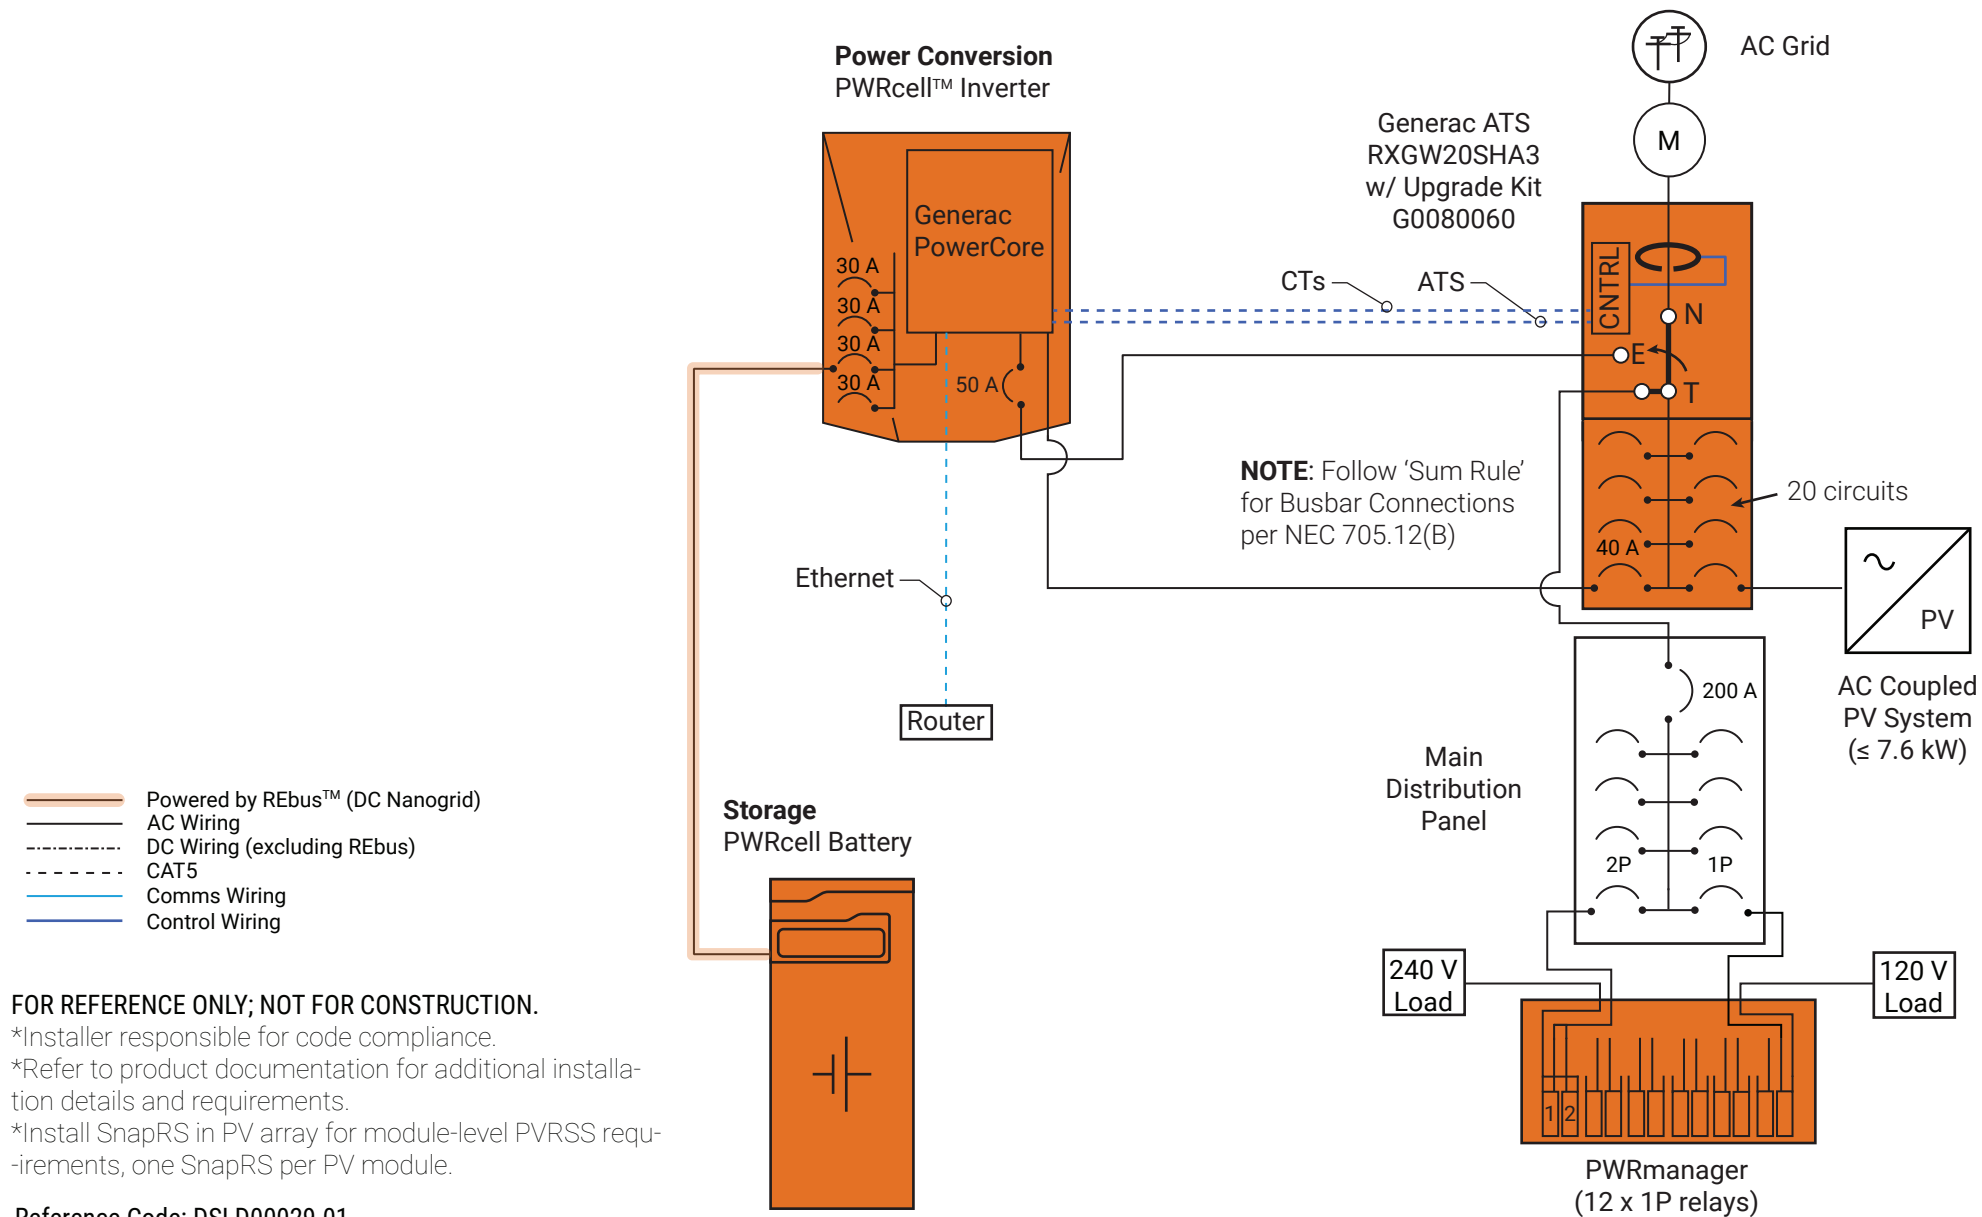 Power Conversion
PWRcell™ Inverter
Generac
PowerCore
30 A
30 A
30 A
30 A
50 A
AC Grid
M
Generac ATS
RXGW20SHA3
w/ Upgrade Kit
G0080060
CTs
ATS
CNTRL
N
E
T
NOTE: Follow ‘Sum Rule’
for Busbar Connections
per NEC 705.12(B)
20 circuits
40 A
PV
AC Coupled
PV System
(≤ 7.6 kW)
Ethernet
Router
200 A
Main
Distribution
Panel
2P
1P
Storage
PWRcell Battery
240 V
Load
120 V
Load
1
2
PWRmanager
(12 x 1P relays)
Powered by REbus™ (DC Nanogrid)
AC Wiring
DC Wiring (excluding REbus)
CAT5
Comms Wiring
Control Wiring
FOR REFERENCE ONLY; NOT FOR CONSTRUCTION.
*Installer responsible for code compliance.
*Refer to product documentation for additional installa-
tion details and requirements.
*Install SnapRS in PV array for module-level PVRSS requ-
-irements, one SnapRS per PV module.
Reference Code: DSLD00020-01